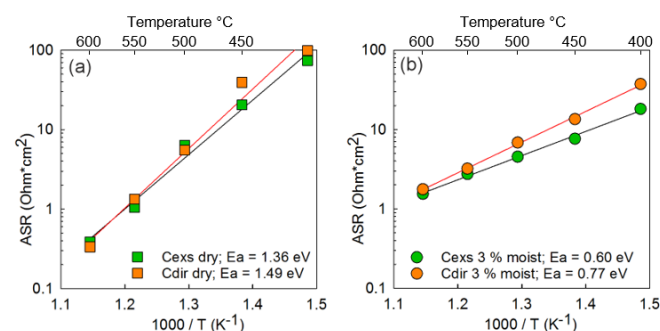 Temperature °C
600 550 500 450
(a)
100
10
1
0.1
ASR (Ohm*cm²)
Cexs dry; Ea = 1.36 eV
Cdir dry; Ea = 1.49 eV
1.1 1.2 1.3 1.4 1.5
1000 / T (K⁻¹)
Temperature °C
600 550 500 450 400
(b)
100
10
1
0.1
ASR (Ohm*cm²)
Cexs 3 % moist; Ea = 0.60 eV
Cdir 3 % moist; Ea = 0.77 eV
1.1 1.2 1.3 1.4 1.5
1000 / T (K⁻¹)